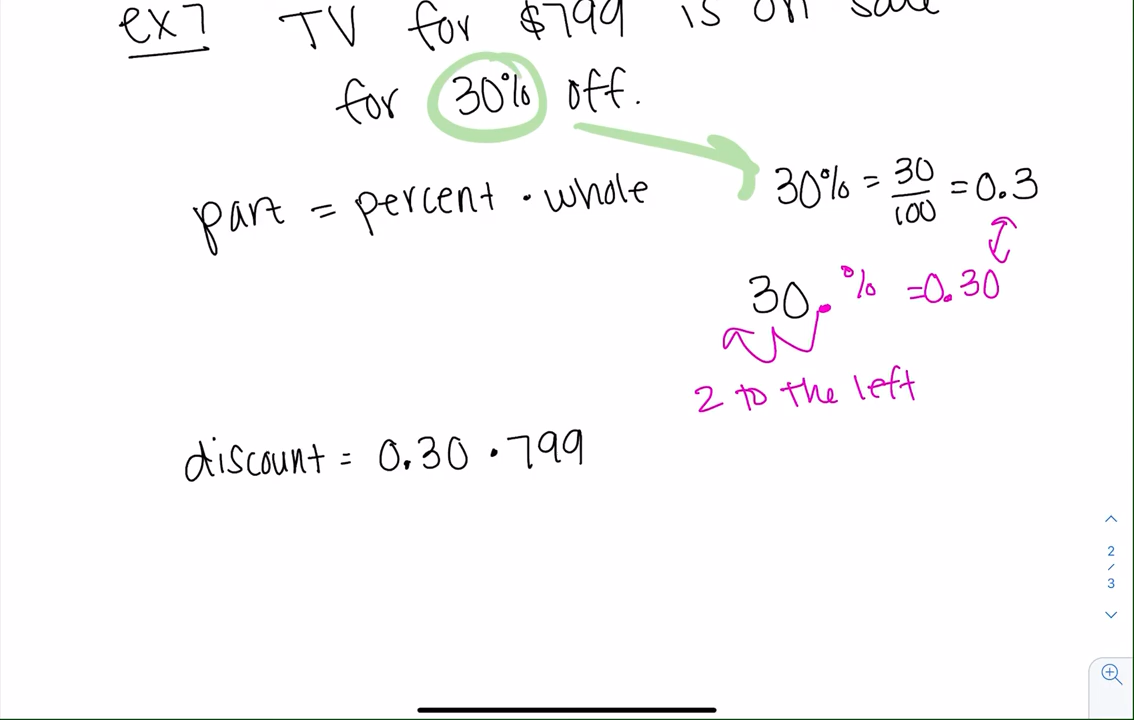 ex7 TV for $799 is on sale
for 30% off.
30% = 30/100 = 0.3
part = percent · whole
30. % = 0.30
2 to the left
discount = 0.30 · 799
2
/
3